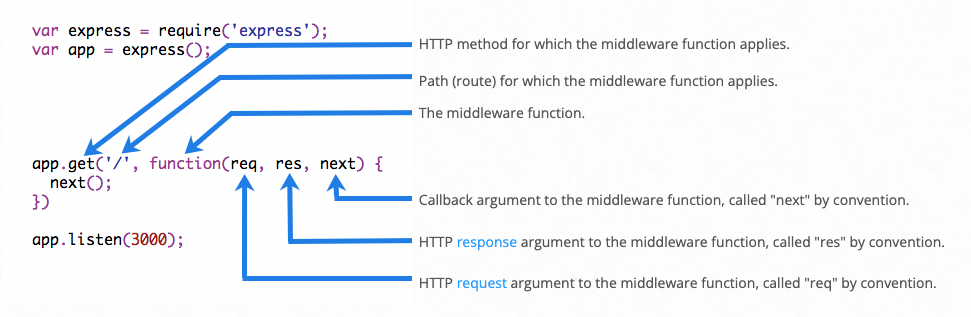 var express = require('express');
var app = express();
HTTP method for which the middleware function applies.
Path (route) for which the middleware function applies.
The middleware function.
app.get('/', function(req, res, next) {
next();
})
Callback argument to the middleware function, called "next" by convention.
app.listen(3000);
HTTP response argument to the middleware function, called "res" by convention.
HTTP request argument to the middleware function, called "req" by convention.